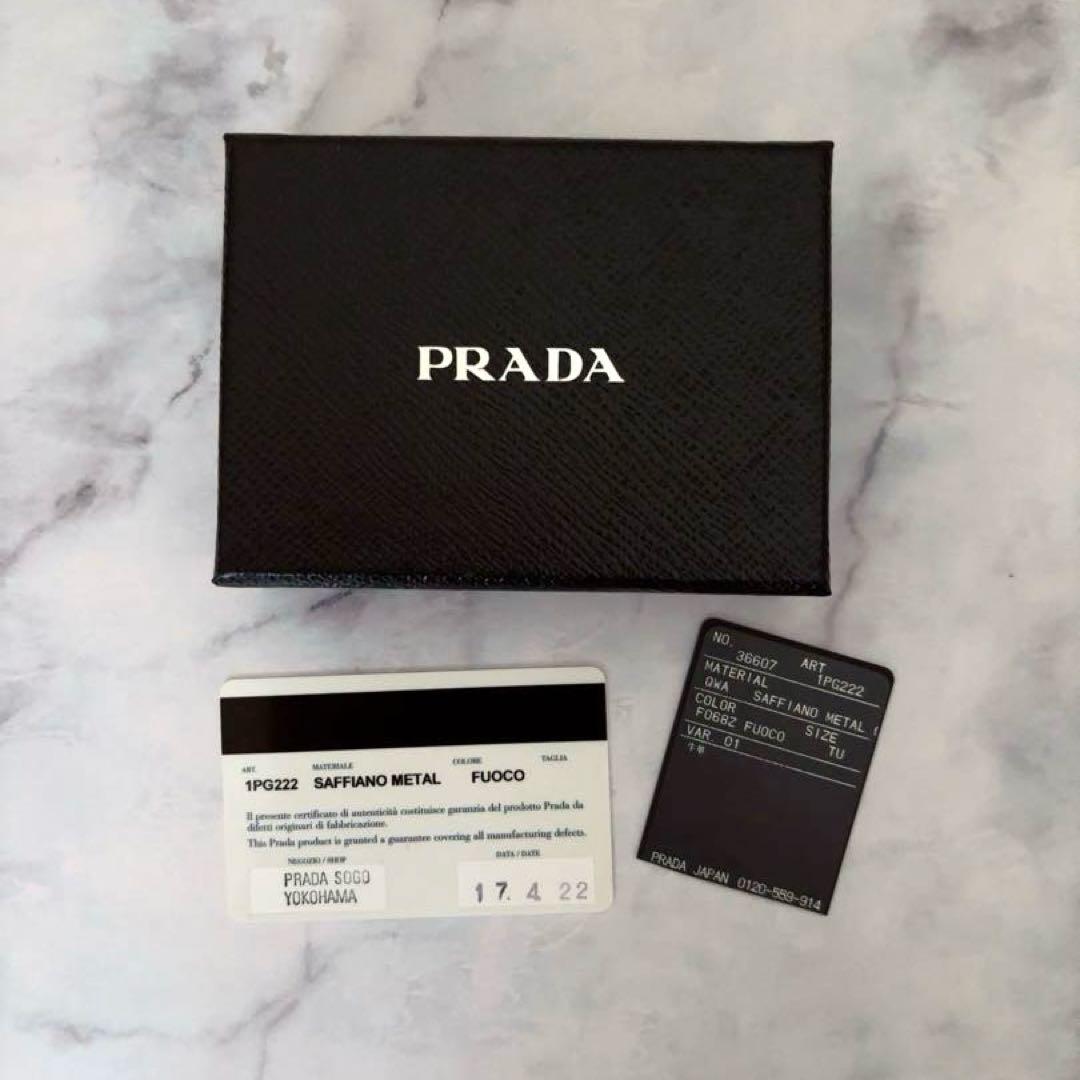 PRADA
ART. MATERIALE COLORE TAGLIA
1PG222 SAFFIANO METAL FUOCO
Il presente certificato di autenticità costituisce garanzia del prodotto Prada da
difetti originari di fabbricazione.
This Prada product is granted a guarantee covering all manufacturing defects.
NEGOZIO / SHOP DATA / DATE
PRADA SOGO
YOKOHAMA
17. 4. 22
NO. ART
36607 1PG222
MATERIAL
QWA SAFFIANO METAL
COLOR SIZE
F068Z FUOCO TU
VAR. 01
牛革
PRADA JAPAN 0120-559-914